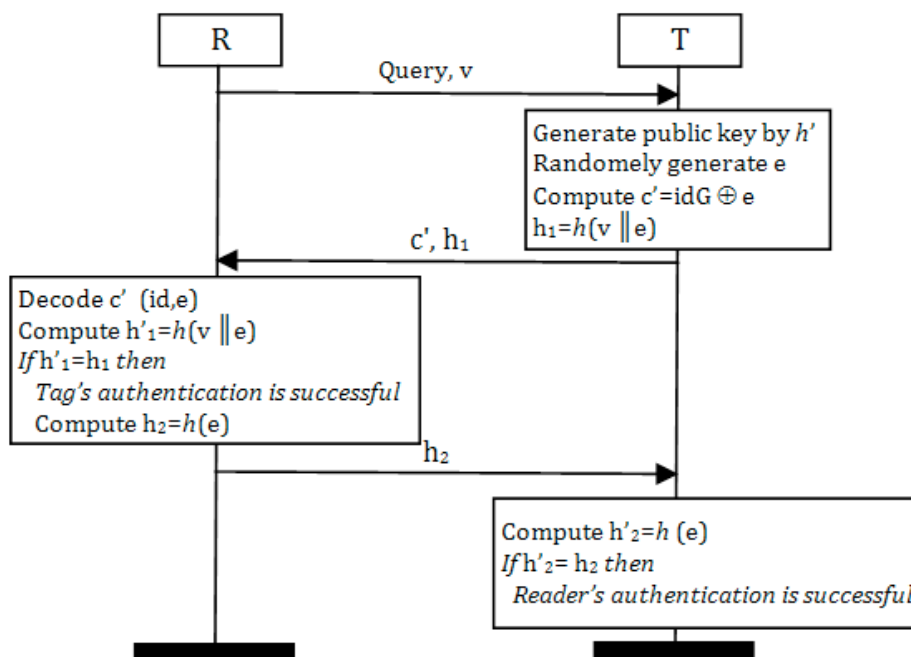 R
T
Query, v
Generate public key by h'
Randomely generate e
Compute c'=idG ⊕ e
h₁=h(v ‖ e)
c', h₁
Decode c' (id,e)
Compute h'₁=h(v ‖ e)
If h'₁=h₁ then
Tag's authentication is successful
Compute h₂=h(e)
h₂
Compute h'₂=h (e)
If h'₂= h₂ then
Reader's authentication is successful